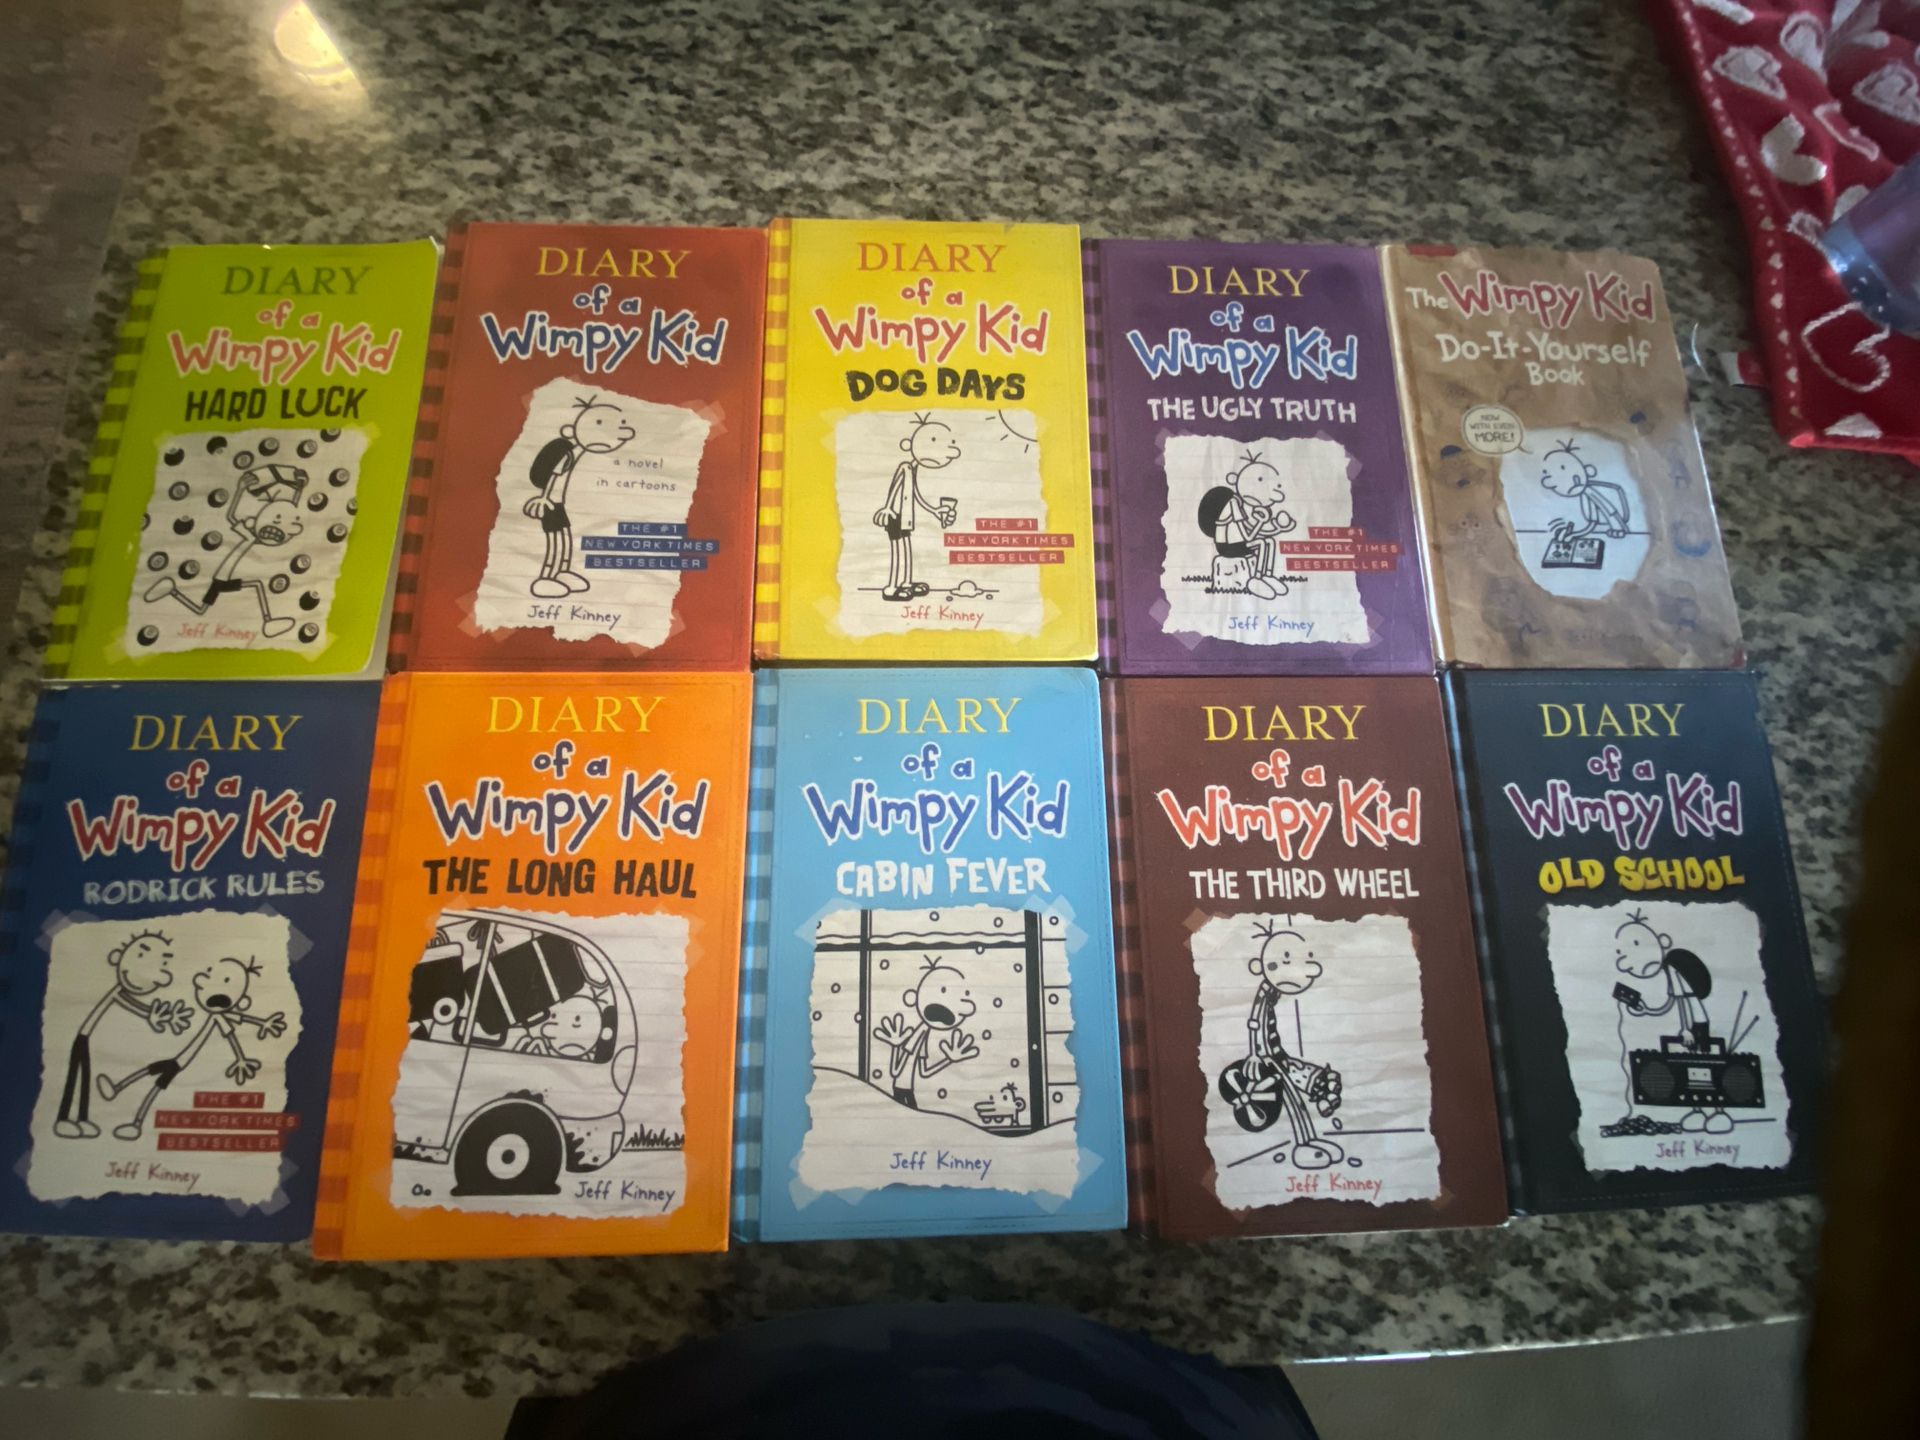 DIARY
of a
Wimpy Kid
HARD LUCK
Jeff Kinney
DIARY
of a
Wimpy Kid
a novel
in cartoons
THE #1
NEW YORK TIMES
BESTSELLER
Jeff Kinney
DIARY
of a
Wimpy Kid
DOG DAYS
THE #1
NEW YORK TIMES
BESTSELLER
Jeff Kinney
DIARY
of a
Wimpy Kid
THE UGLY TRUTH
THE #1
NEW YORK TIMES
BESTSELLER
Jeff Kinney
The Wimpy Kid
Do-It-Yourself
Book
NOW
WITH EVEN
MORE!
DIARY
of a
Wimpy Kid
RODRICK RULES
THE #1
NEW YORK TIMES
BESTSELLER
Jeff Kinney
DIARY
of a
Wimpy Kid
THE LONG HAUL
Jeff Kinney
DIARY
of a
Wimpy Kid
CABIN FEVER
Jeff Kinney
DIARY
of a
Wimpy Kid
THE THIRD WHEEL
Jeff Kinney
DIARY
of a
Wimpy Kid
OLD SCHOOL
Jeff Kinney